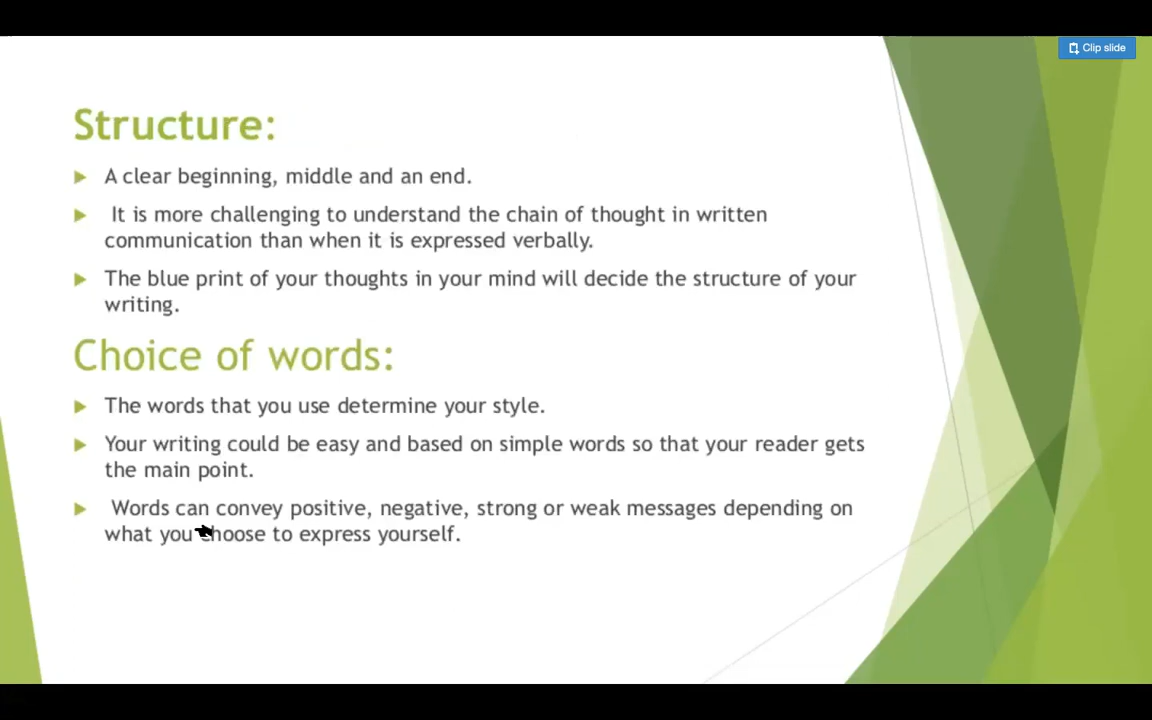 Clip slide
Structure:
A clear beginning, middle and an end.
It is more challenging to understand the chain of thought in written
communication than when it is expressed verbally.
The blue print of your thoughts in your mind will decide the structure of your
writing.
Choice of words:
The words that you use determine your style.
Your writing could be easy and based on simple words so that your reader gets
the main point.
Words can convey positive, negative, strong or weak messages depending on
what you choose to express yourself.